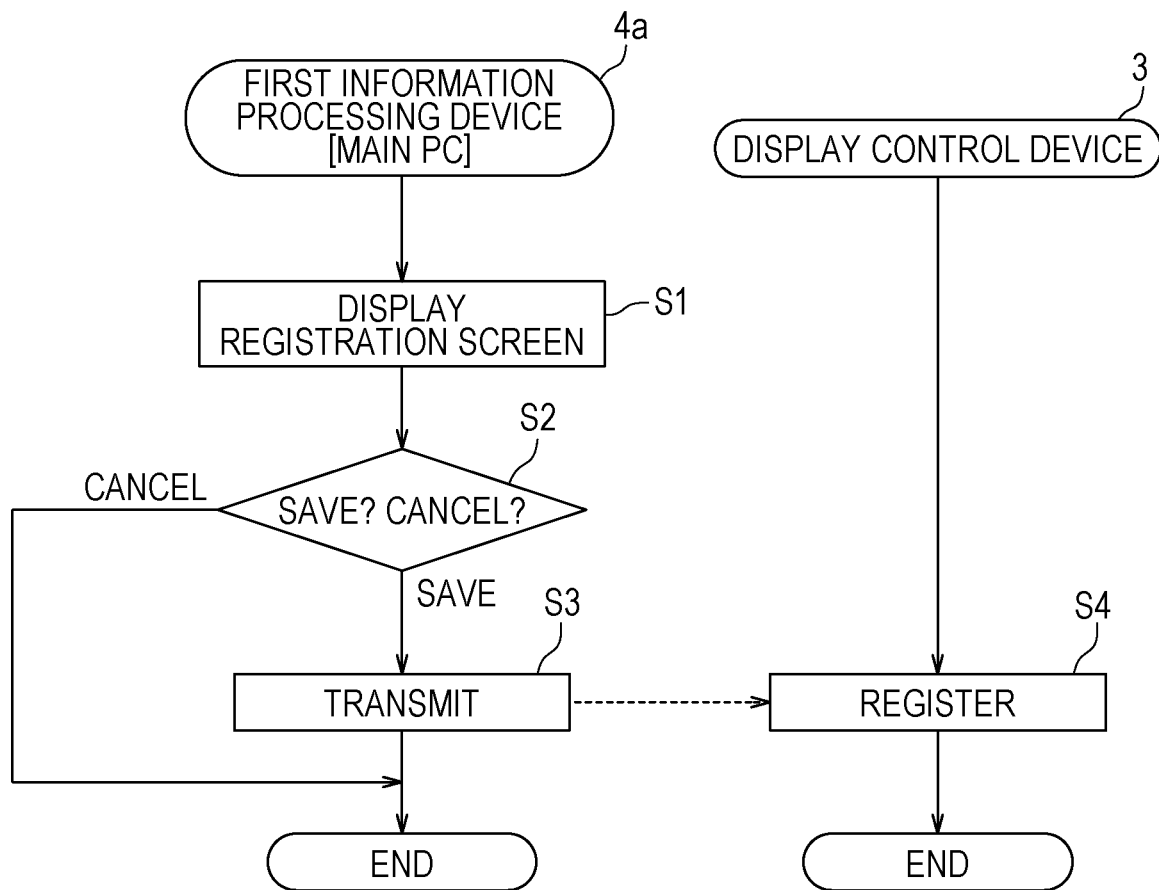 4a
FIRST INFORMATION
PROCESSING DEVICE
[MAIN PC]
3
DISPLAY CONTROL DEVICE
DISPLAY
REGISTRATION SCREEN
S1
S2
CANCEL
SAVE? CANCEL?
SAVE
S3
S4
TRANSMIT
REGISTER
END
END